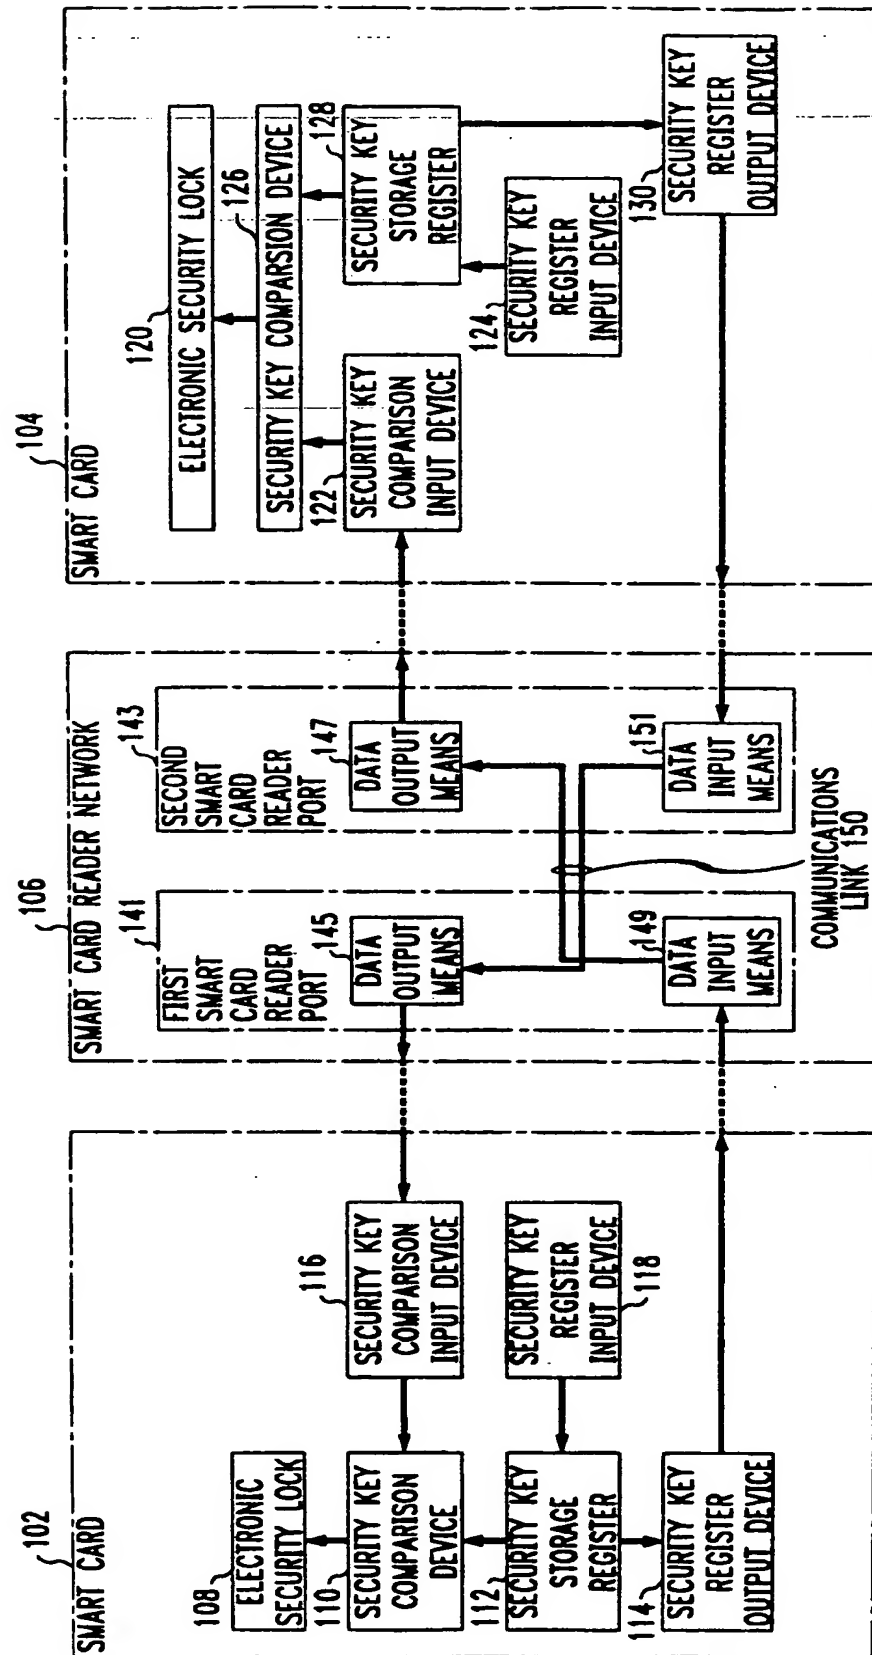 102
SMART CARD
108
ELECTRONIC
SECURITY LOCK
110
SECURITY KEY
COMPARISON
DEVICE
112
SECURITY KEY
STORAGE
REGISTER
114
SECURITY KEY
REGISTER
OUTPUT DEVICE
116
SECURITY KEY
COMPARISON
INPUT DEVICE
SECURITY KEY
REGISTER
INPUT DEVICE
118
106
SMART CARD READER NETWORK
141
FIRST
SMART
CARD
READER
PORT
145
DATA
OUTPUT
MEANS
149
DATA
INPUT
MEANS
143
SECOND
SMART
CARD
READER
PORT
147
DATA
OUTPUT
MEANS
151
DATA
INPUT
MEANS
COMMUNICATIONS
LINK 150
104
SMART CARD
120
ELECTRONIC SECURITY LOCK
126
SECURITY KEY COMPARSION DEVICE
122
SECURITY KEY
COMPARISON
INPUT DEVICE
128
SECURITY KEY
STORAGE
REGISTER
124
SECURITY KEY
REGISTER
INPUT DEVICE
130
SECURITY KEY
REGISTER
OUTPUT DEVICE